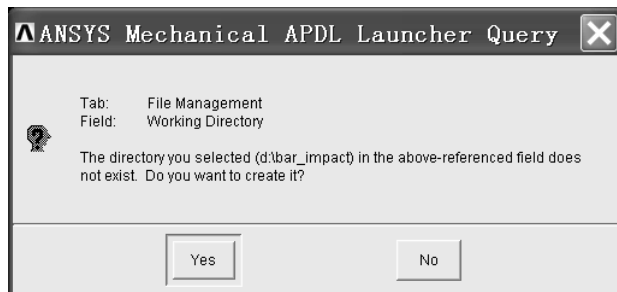 ANSYS Mechanical APDL Launcher Query
Tab: File Management
Field: Working Directory
The directory you selected (d:\bar_impact) in the above-referenced field does
not exist. Do you want to create it?
Yes No